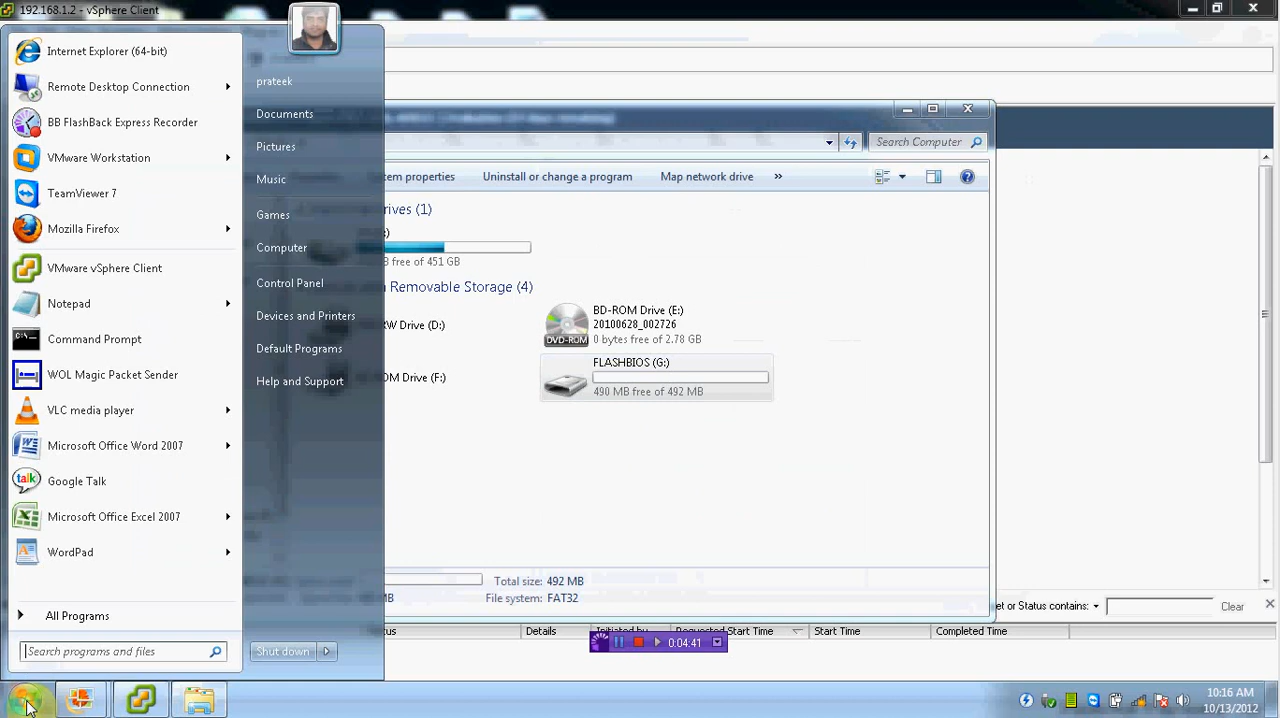 192.168.1.2 - vSphere Client
Internet Explorer (64-bit)
Remote Desktop Connection
BB FlashBack Express Recorder
VMware Workstation
TeamViewer 7
Mozilla Firefox
VMware vSphere Client
Notepad
Command Prompt
WOL Magic Packet Sender
VLC media player
Microsoft Office Word 2007
talk
Google Talk
Microsoft Office Excel 2007
WordPad
All Programs
Search programs and files
prateek
Documents
Pictures
Music
Games
Computer
Control Panel
Devices and Printers
Default Programs
Help and Support
Shut down
Search Computer
tem properties
Uninstall or change a program
Map network drive
»
rives (1)
:)
B free of 451 GB
Removable Storage (4)
RW Drive (D:)
BD-ROM Drive (E:)
20100628_002726
DVD-ROM
0 bytes free of 2.78 GB
OM Drive (F:)
FLASHBIOS (G:)
490 MB free of 492 MB
Total size: 492 MB
MB
File system: FAT32
et or Status contains:
Clear
tus
Details
Initiated by
Requested Start Time
Start Time
Completed Time
0:04:41
10:16 AM
10/13/2012